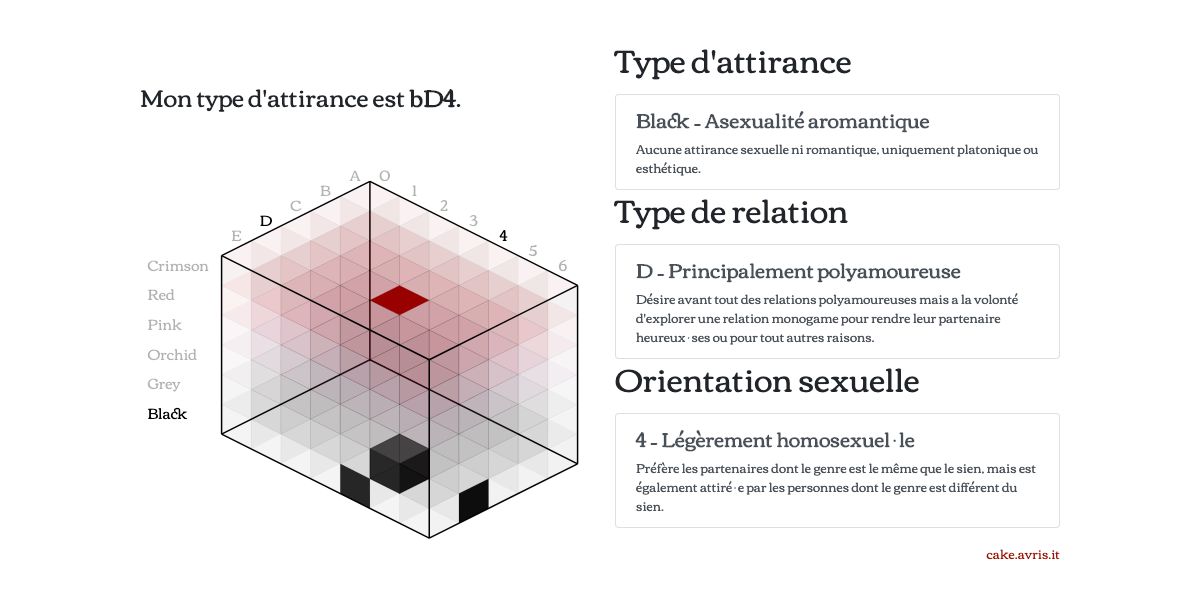 Mon type d'attirance est bD4.
A
B
C
D
E
O
1
2
3
4
5
6
Crimson
Red
Pink
Orchid
Grey
Black
Type d'attirance
Black - Asexualité aromantique
Aucune attirance sexuelle ni romantique, uniquement platonique ou
esthétique.
Type de relation
D - Principalement polyamoureuse
Désire avant tout des relations polyamoureuses mais a la volonté
d'explorer une relation monogame pour rendre leur partenaire
heureux·ses ou pour tout autres raisons.
Orientation sexuelle
4 - Légèrement homosexuel·le
Préfère les partenaires dont le genre est le même que le sien, mais est
également attiré·e par les personnes dont le genre est différent du
sien.
cake.avris.it